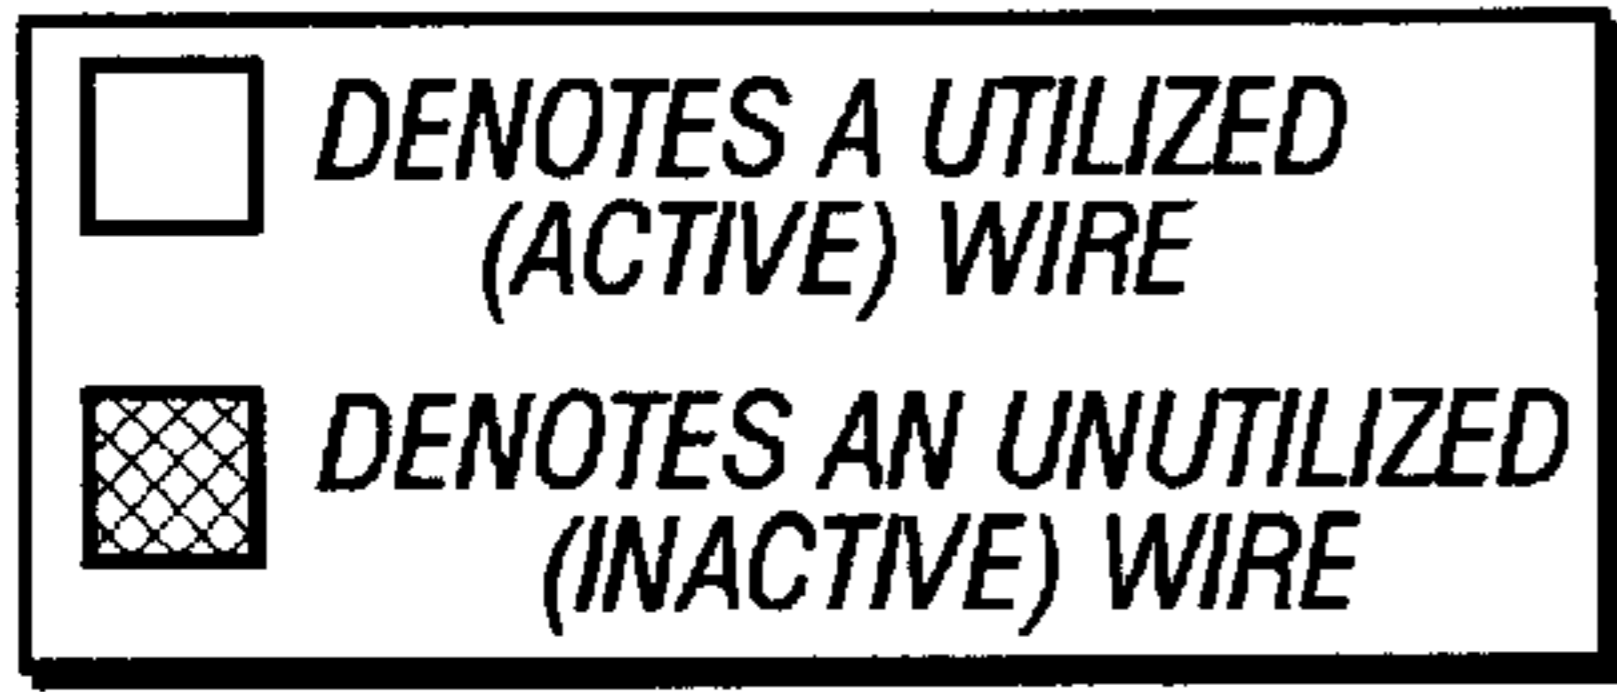 DENOTES A UTILIZED
(ACTIVE) WIRE
DENOTES AN UNUTILIZED
(INACTIVE) WIRE